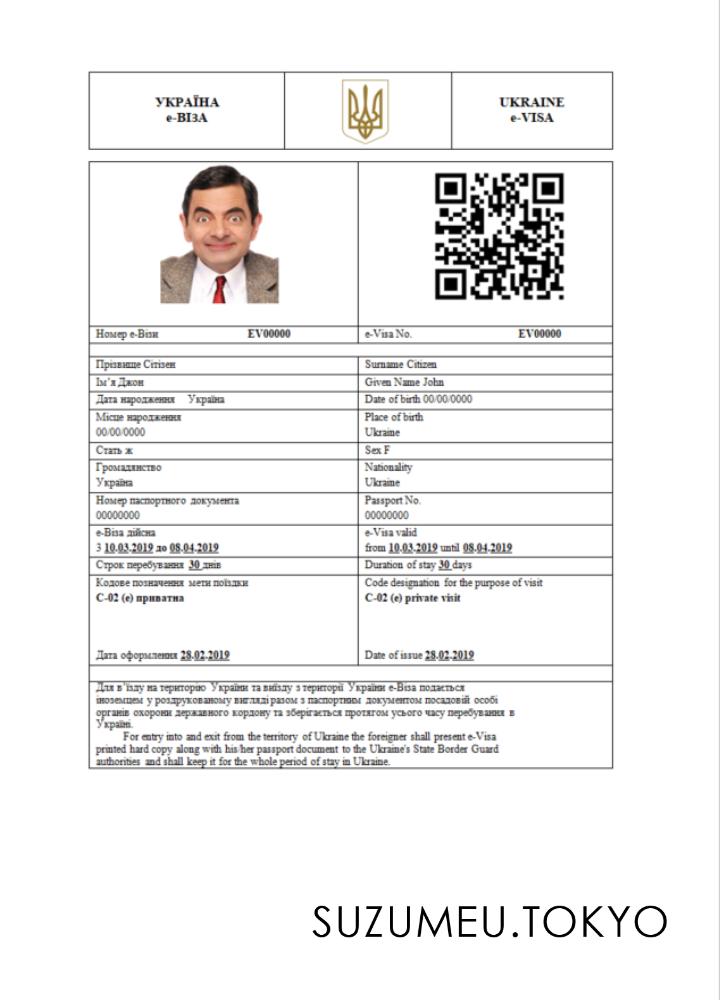 УКРАЇНА
е-ВІЗА
UKRAINE
e-VISA
Номер е-Візи EV00000
e-Visa No. EV00000
Прізвище Сітізен
Surname Citizen
Ім'я Джон
Given Name John
Дата народження Україна
Date of birth 00/00/0000
Місце народження
00/00/0000
Place of birth
Ukraine
Стать ж
Sex F
Громадянство
Україна
Nationality
Ukraine
Номер паспортного документа
00000000
Passport No.
00000000
е-Віза дійсна
З 10.03.2019 до 08.04.2019
e-Visa valid
from 10.03.2019 until 08.04.2019
Строк перебування 30 днів
Duration of stay 30 days
Кодове позначення мети поїздки
С-02 (е) приватна
Code designation for the purpose of visit
C-02 (e) private visit
Дата оформлення 28.02.2019
Date of issue 28.02.2019
Для в'їзду на територію України та виїзду з території України е-Віза подається
іноземцем у роздрукованому вигляді разом з паспортним документом посадовій особі
органів охорони державного кордону та зберігається протягом усього часу перебування в
Україні.
For entry into and exit from the territory of Ukraine the foreigner shall present e-Visa
printed hard copy along with his/her passport document to the Ukraine's State Border Guard
authorities and shall keep it for the whole period of stay in Ukraine.
SUZUMEU.TOKYO